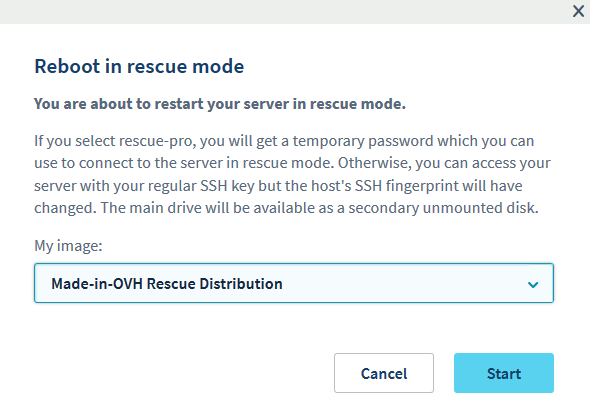 Reboot in rescue mode
You are about to restart your server in rescue mode.
If you select rescue-pro, you will get a temporary password which you can
use to connect to the server in rescue mode. Otherwise, you can access your
server with your regular SSH key but the host's SSH fingerprint will have
changed. The main drive will be available as a secondary unmounted disk.
My image:
Made-in-OVH Rescue Distribution
Cancel
Start